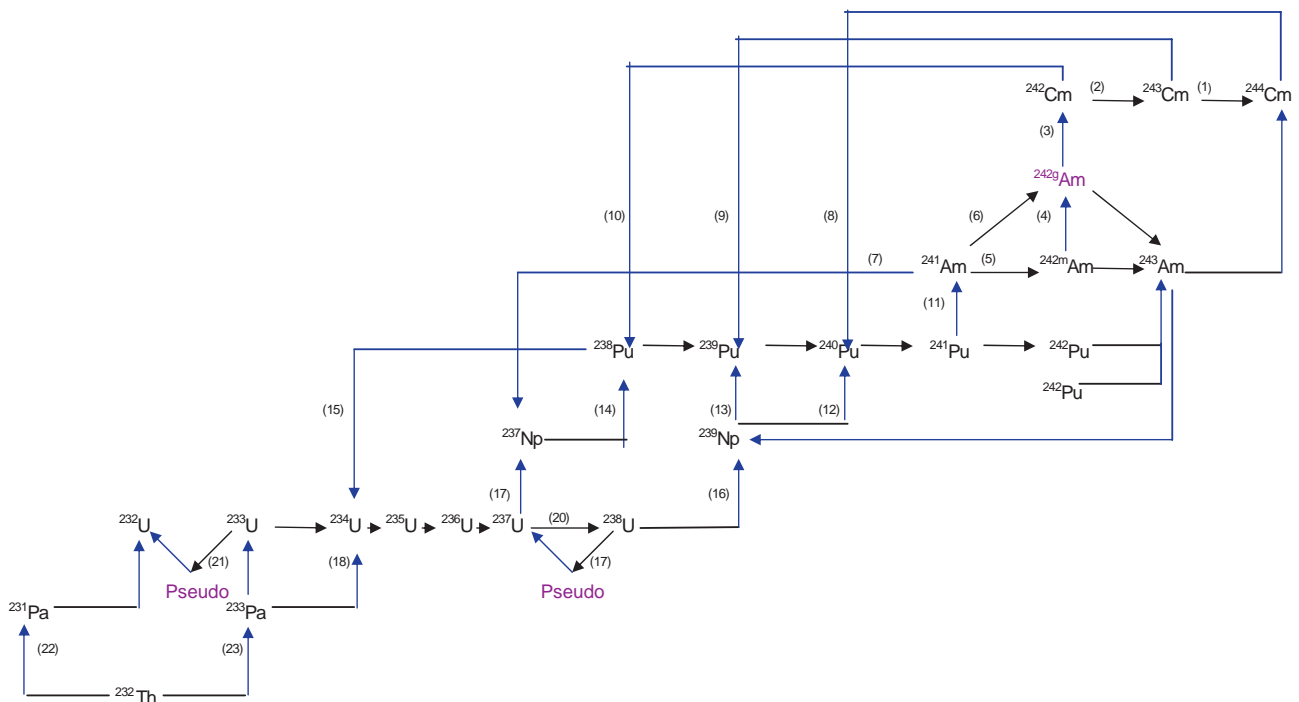 ²⁴²Cm (2) ²⁴³Cm (1) ²⁴⁴Cm
(3)
²⁴²ᵍAm
(10) (9) (8) (6) (4)
(7) ²⁴¹Am (5) ²⁴²ᵐAm ²⁴³Am
(11)
²³⁸Pu ²³⁹Pu ²⁴⁰Pu ²⁴¹Pu ²⁴²Pu
²⁴²Pu
(15) (14) (13) (12)
²³⁷Np ²³⁹Np
(17) (16)
²³²U ²³³U ²³⁴U ²³⁵U ²³⁶U ²³⁷U (20) ²³⁸U
(21) (18) (17)
Pseudo Pseudo
²³¹Pa ²³³Pa
(22) (23)
²³²Th